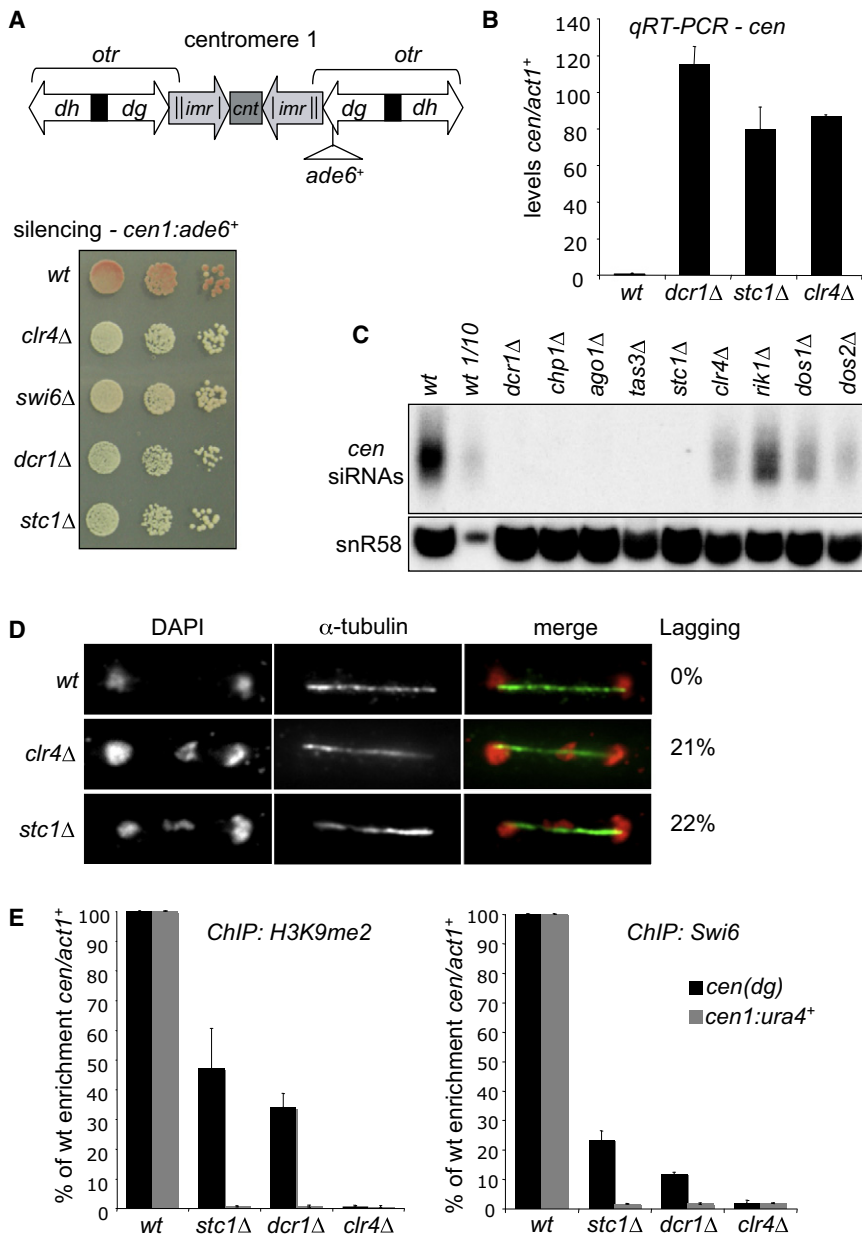 A
centromere 1
otr
otr
dh
dg
imr
cnt
imr
dg
dh
ade6+
silencing - cen1:ade6+
wt
clr4Δ
swi6Δ
dcr1Δ
stc1Δ
B
qRT-PCR - cen
levels cen/act1+
140
120
100
80
60
40
20
0
wt
dcr1Δ
stc1Δ
clr4Δ
C
wt
wt 1/10
dcr1Δ
chp1Δ
ago1Δ
tas3Δ
stc1Δ
clr4Δ
rik1Δ
dos1Δ
dos2Δ
cen
siRNAs
snR58
D
DAPI
α-tubulin
merge
Lagging
wt
0%
clr4Δ
21%
stc1Δ
22%
E
% of wt enrichment cen/act1+
100
90
80
70
60
50
40
30
20
10
0
ChIP: H3K9me2
wt
stc1Δ
dcr1Δ
clr4Δ
% of wt enrichment cen/act1+
100
90
80
70
60
50
40
30
20
10
0
ChIP: Swi6
cen(dg)
cen1:ura4+
wt
stc1Δ
dcr1Δ
clr4Δ